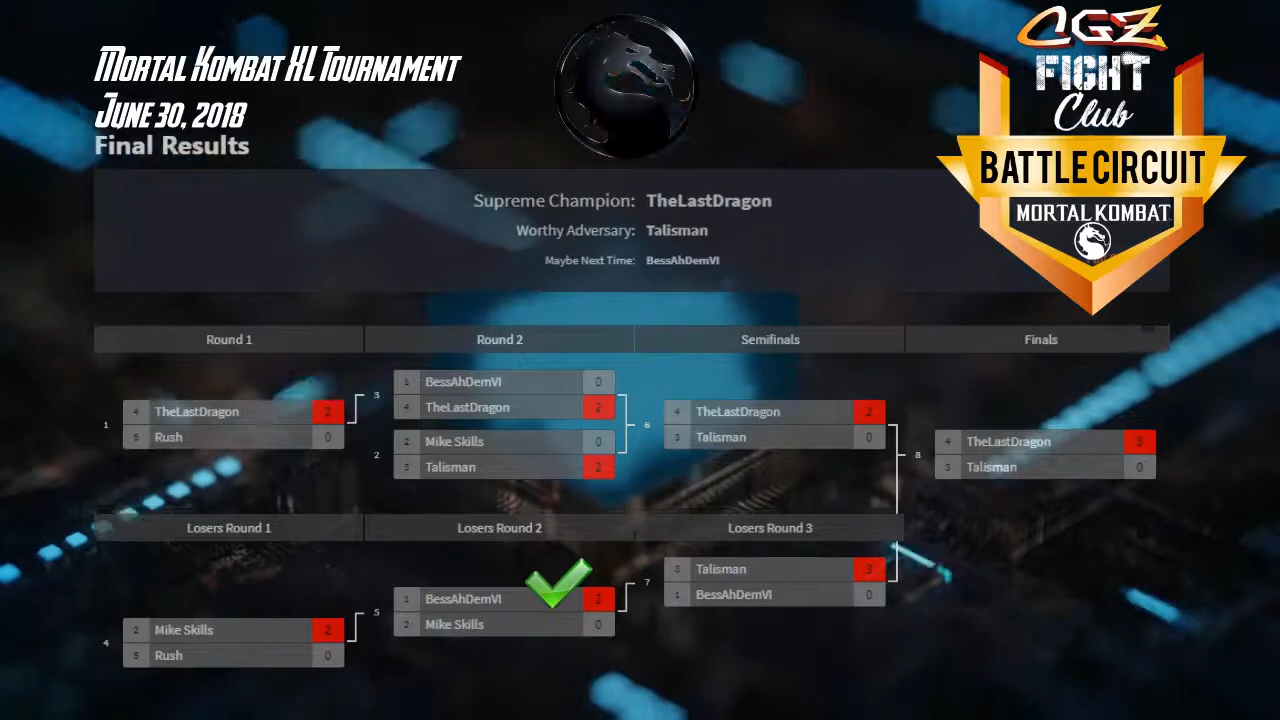 Mortal Kombat XL Tournament
June 30, 2018
Final Results
CGZ
FIGHT
Club
BATTLE CIRCUIT
MORTAL KOMBAT
Supreme Champion: TheLastDragon
Worthy Adversary: Talisman
Maybe Next Time: BessAhDemVI
Round 1 Round 2 Semifinals Finals
1
4 TheLastDragon 2
5 Rush 0
3
1 BessAhDemVI 0
4 TheLastDragon 2
2
2 Mike Skills 0
3 Talisman 2
6
4 TheLastDragon 2
3 Talisman 0
8
4 TheLastDragon 3
3 Talisman 0
Losers Round 1 Losers Round 2 Losers Round 3
4
2 Mike Skills 2
5 Rush 0
5
1 BessAhDemVI 2
2 Mike Skills 0
7
3 Talisman 3
1 BessAhDemVI 0